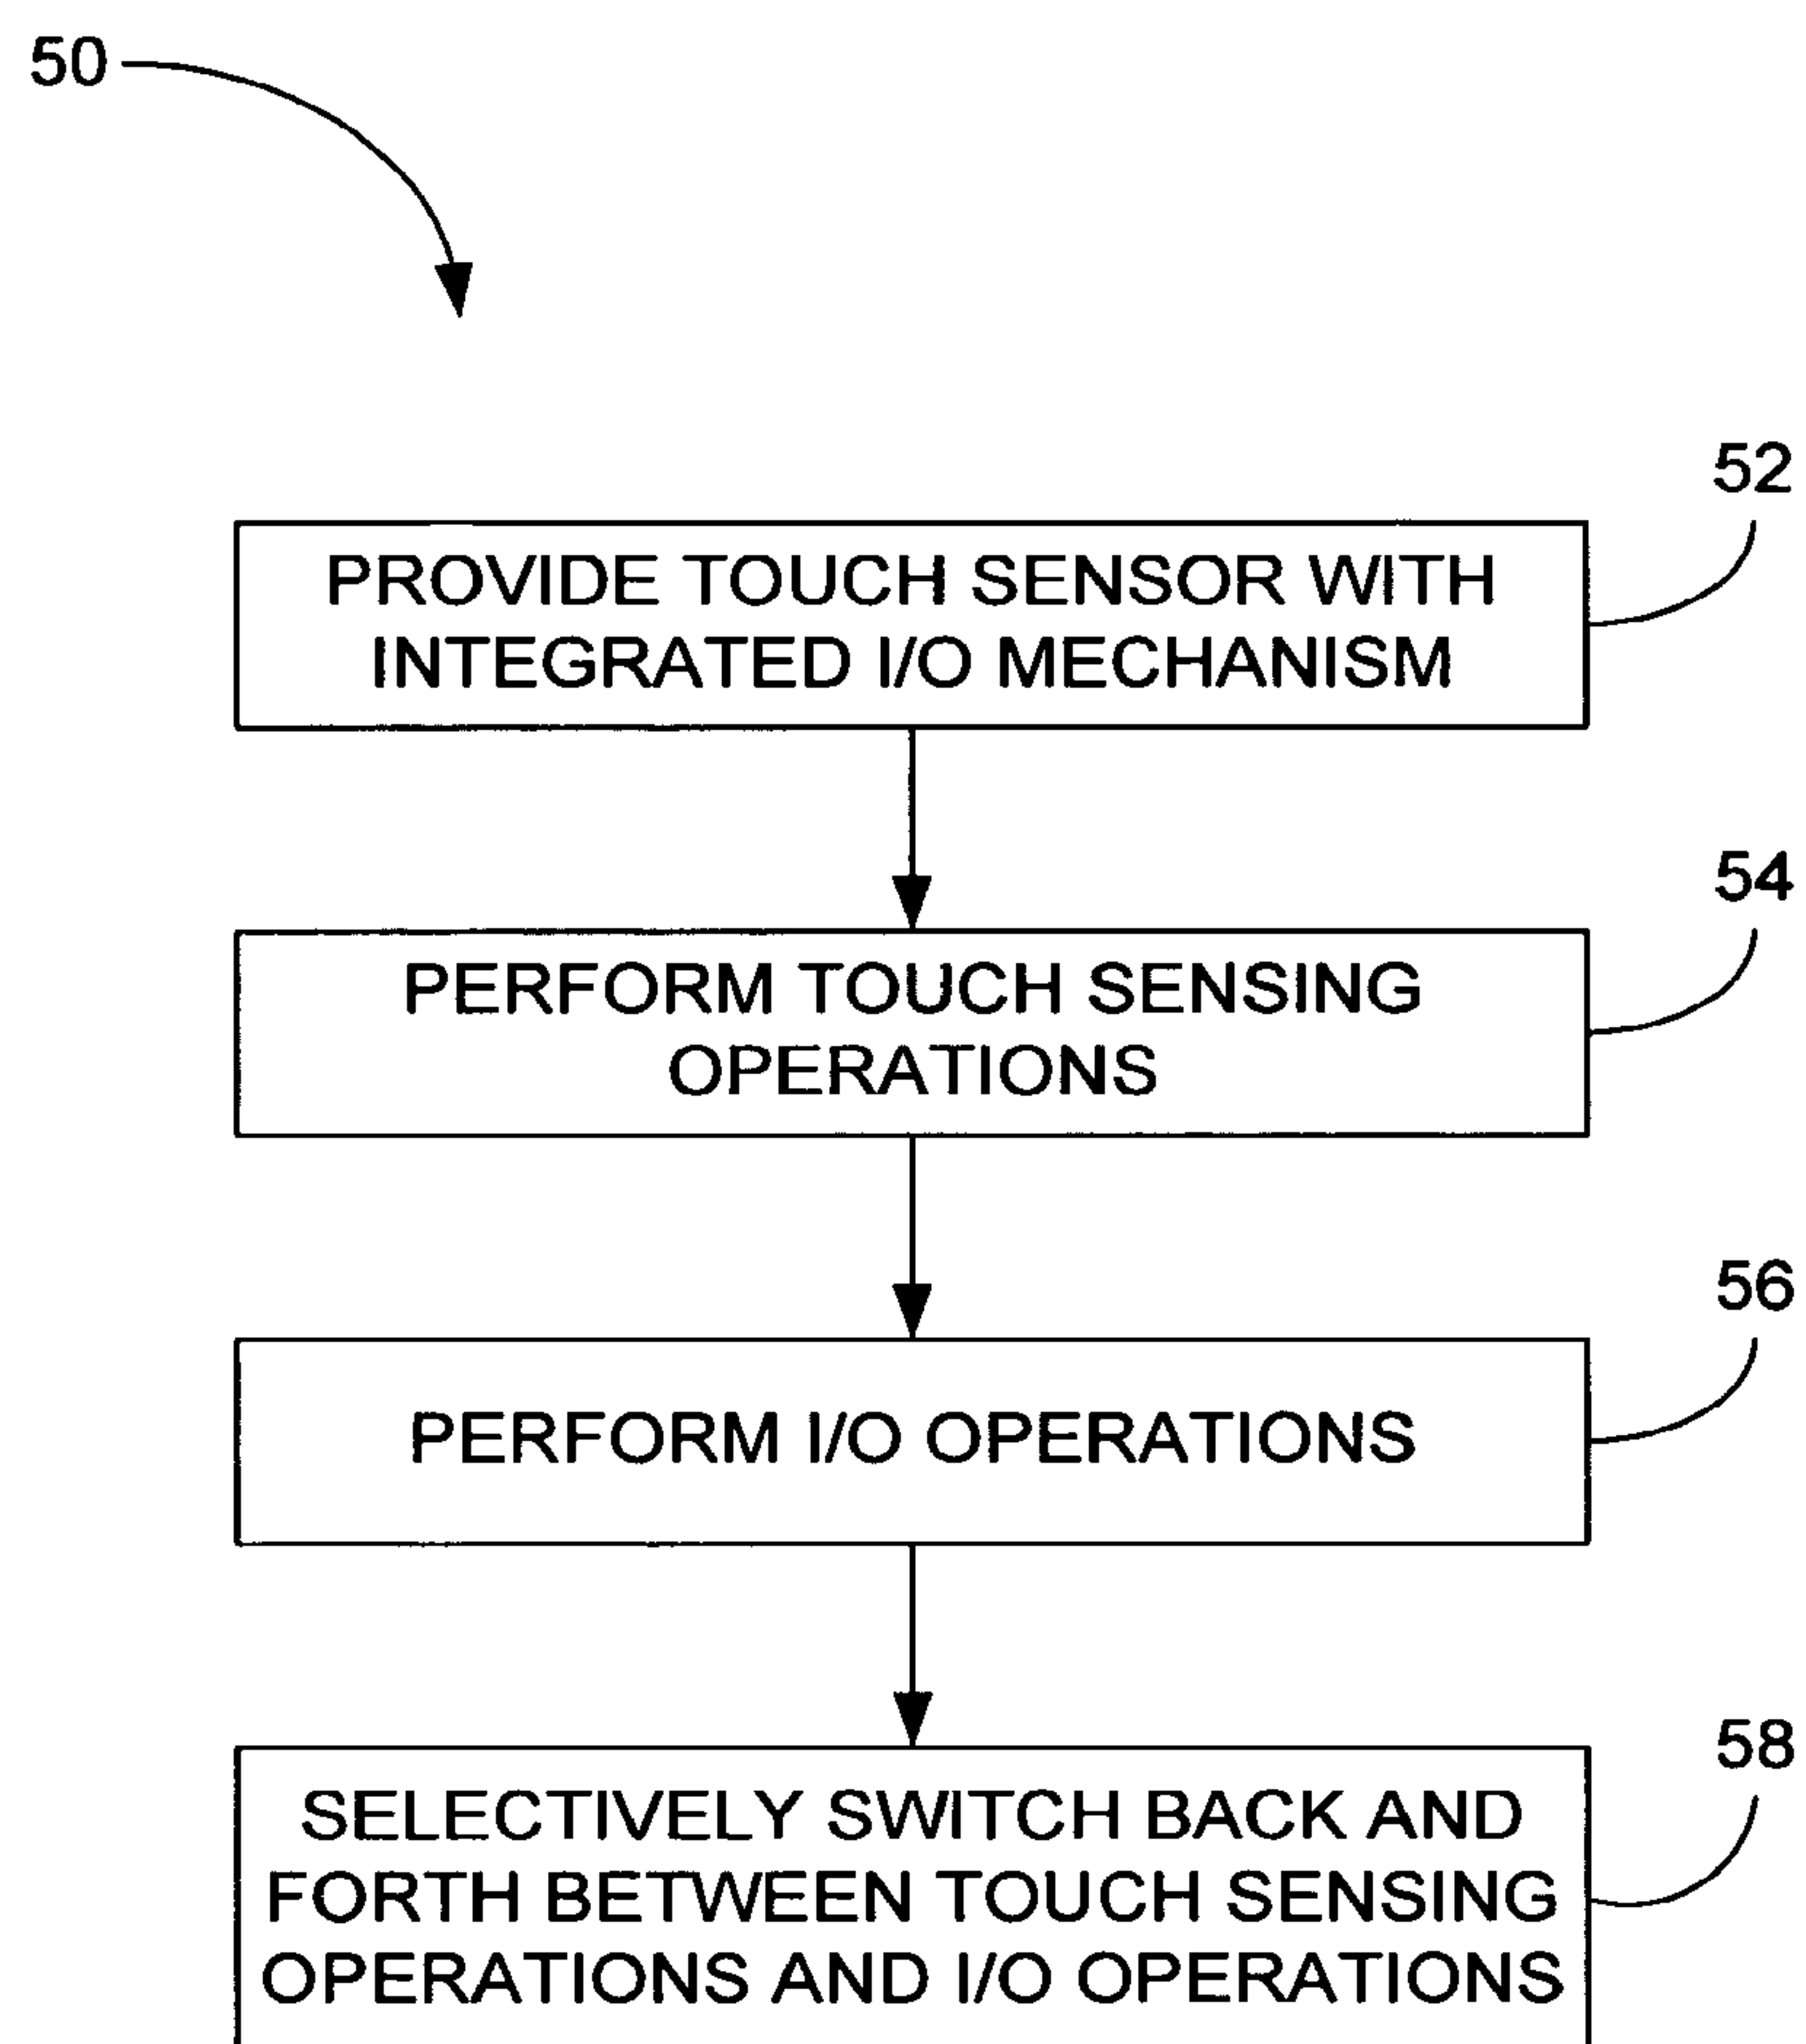 50
52
PROVIDE TOUCH SENSOR WITH
INTEGRATED I/O MECHANISM
54
PERFORM TOUCH SENSING
OPERATIONS
56
PERFORM I/O OPERATIONS
58
SELECTIVELY SWITCH BACK AND
FORTH BETWEEN TOUCH SENSING
OPERATIONS AND I/O OPERATIONS